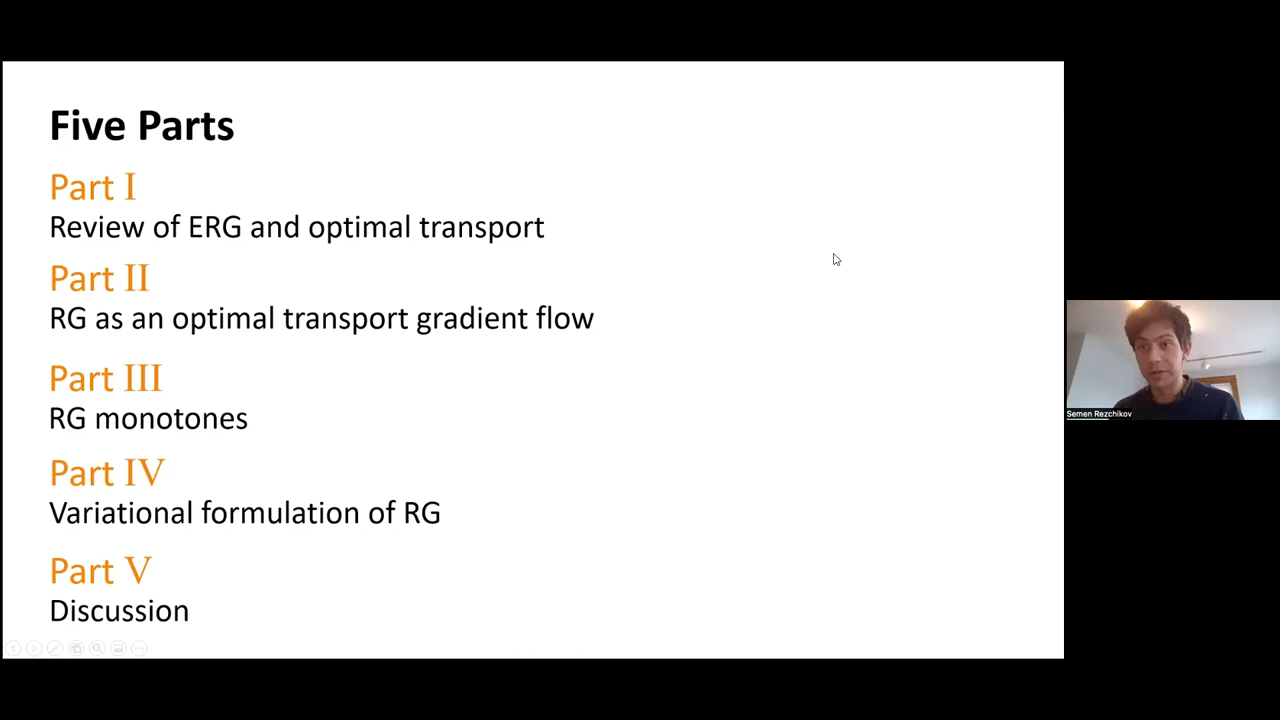 Five Parts
Part I
Review of ERG and optimal transport
Part II
RG as an optimal transport gradient flow
Part III
RG monotones
Part IV
Variational formulation of RG
Part V
Discussion
Semen Rezchikov